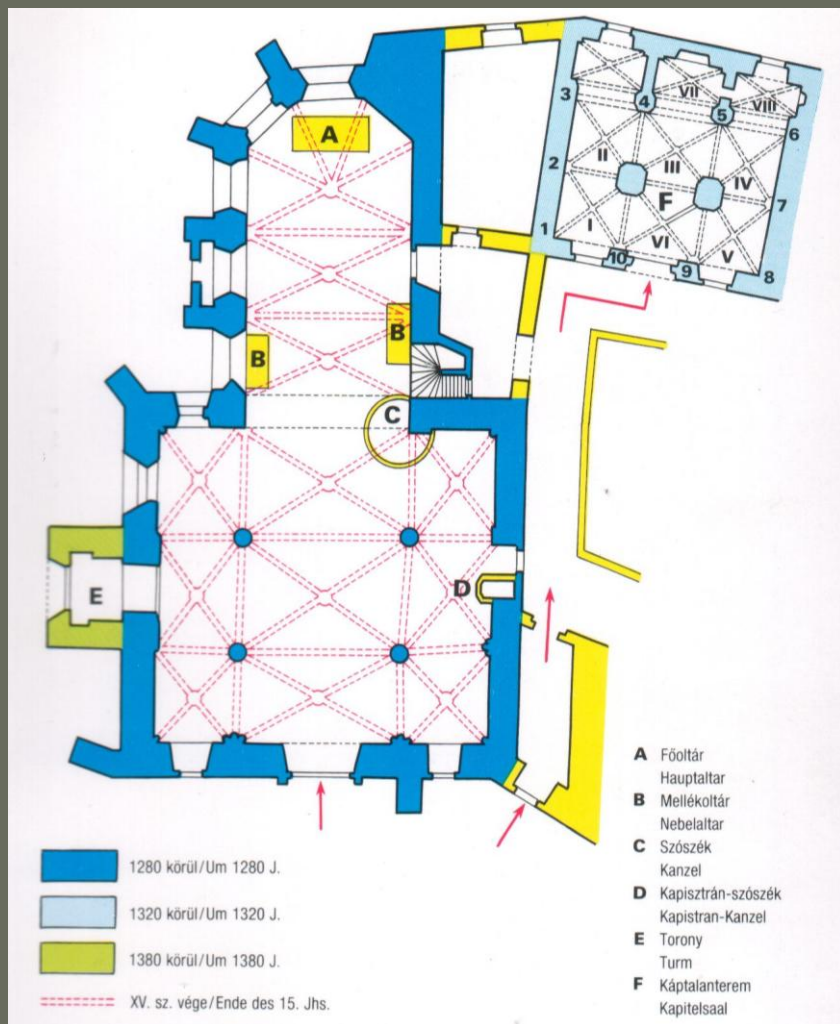 A
B
B
C
D
E
F
I
II
III
IV
V
VI
VII
VIII
1
2
3
4
5
6
7
8
9
10
1280 körül/Um 1280 J.
1320 körül/Um 1320 J.
1380 körül/Um 1380 J.
XV. sz. vége/Ende des 15. Jhs.
A Főoltár
Hauptaltar
B Mellékoltár
Nebelaltar
C Szószék
Kanzel
D Kapisztrán-szószék
Kapistran-Kanzel
E Torony
Turm
F Káptalanterem
Kapitelsaal